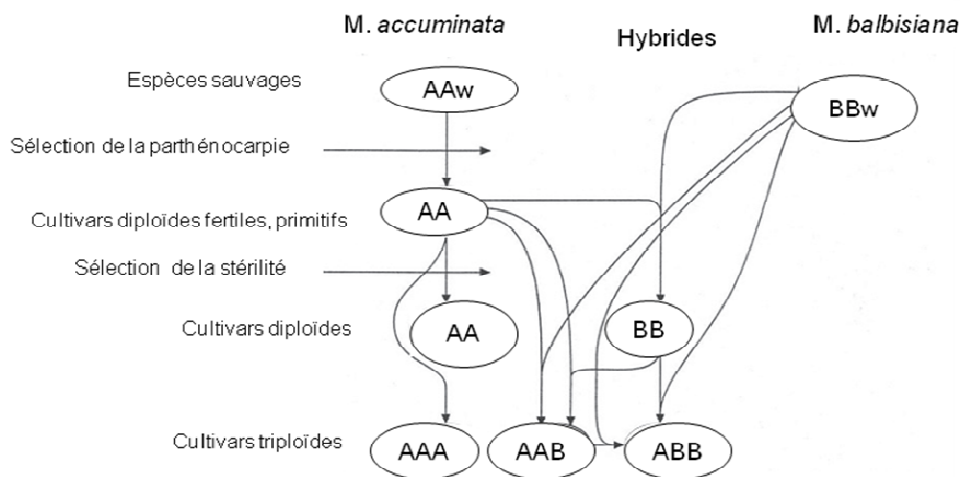 M. accuminata
Hybrides
M. balbisiana
Espèces sauvages
AAw
BBw
Sélection de la parthénocarpie
AA
Cultivars diploïdes fertiles, primitifs
Sélection de la stérilité
Cultivars diploïdes
AA
BB
Cultivars triploïdes
AAA
AAB
ABB